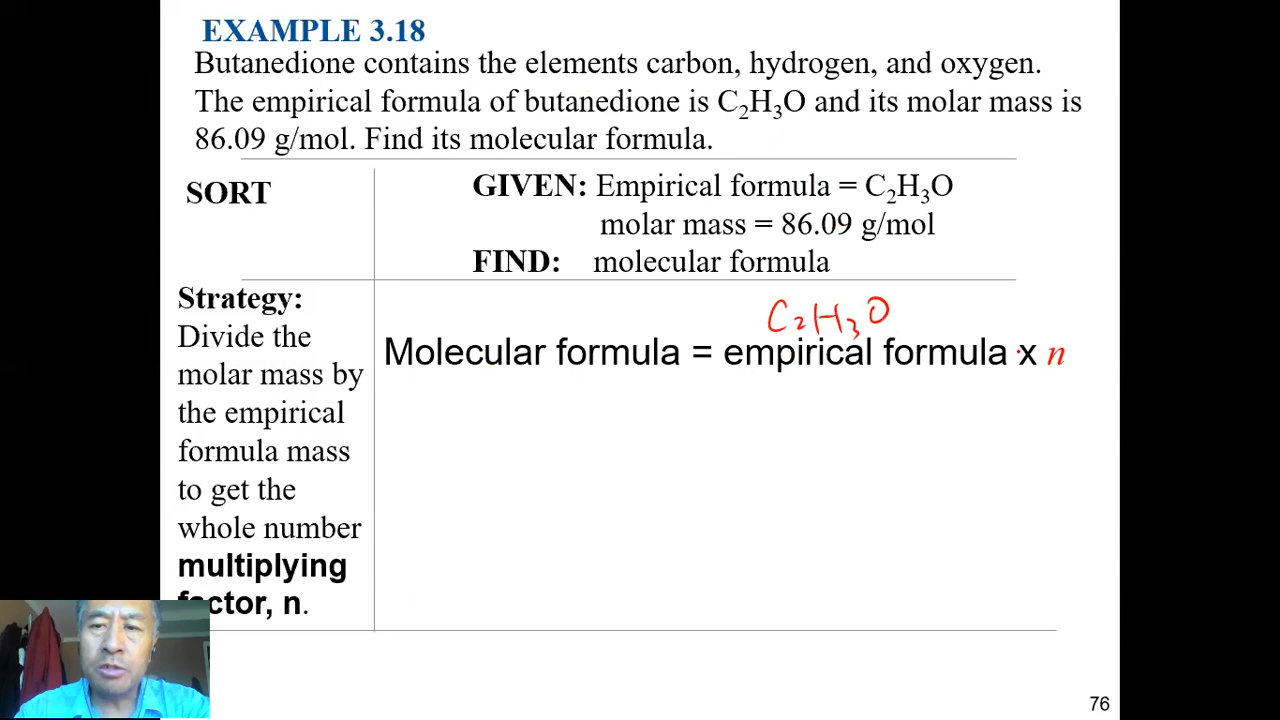 EXAMPLE 3.18
Butanedione contains the elements carbon, hydrogen, and oxygen.
The empirical formula of butanedione is C₂H₃O and its molar mass is
86.09 g/mol. Find its molecular formula.
SORT
GIVEN: Empirical formula = C₂H₃O
molar mass = 86.09 g/mol
FIND: molecular formula
Strategy:
Divide the
molar mass by
the empirical
formula mass
to get the
whole number
multiplying
factor, n.
C₂H₃O
Molecular formula = empirical formula x n
76